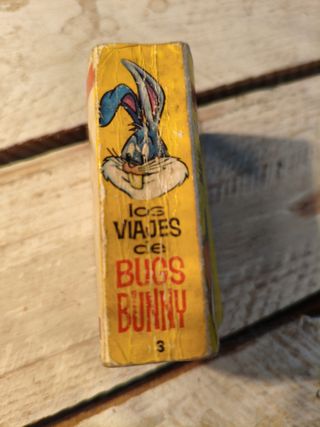 los
VIAJES
de
BUGS
BUNNY
3